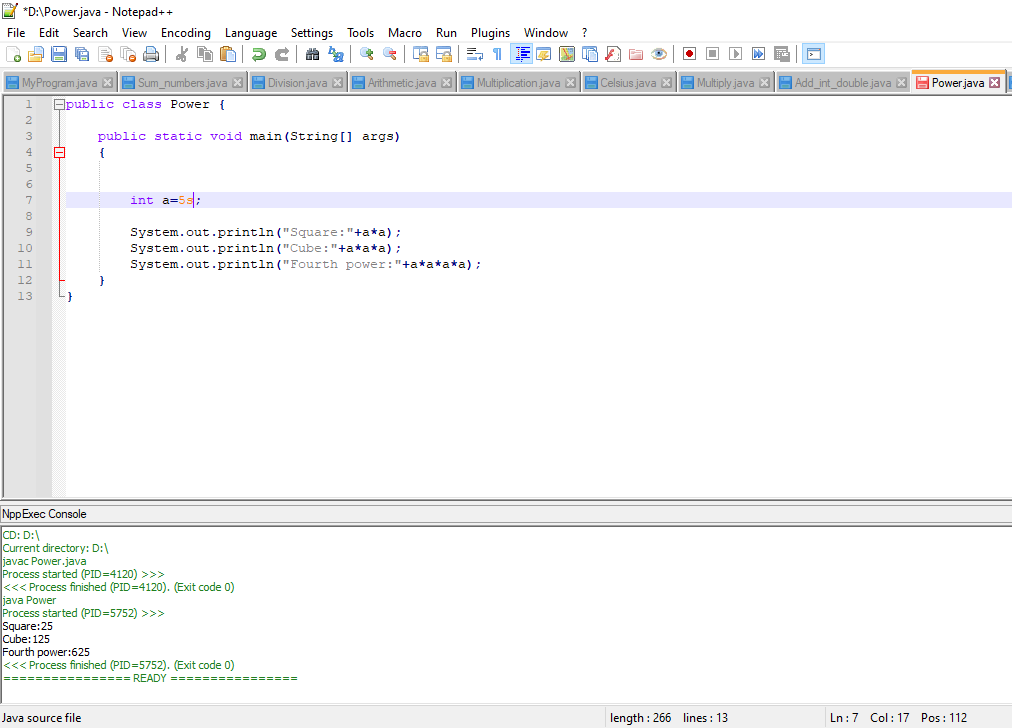 *D:\Power.java - Notepad++
File Edit Search View Encoding Language Settings Tools Macro Run Plugins Window ?
MyProgram.java Sum_numbers.java Division.java Arithmetic.java Multiplication.java Celsius.java Multiply.java Add_int_double.java Power.java
1 public class Power {
2
3 public static void main(String[] args)
4 {
5
6
7 int a=5s;
8
9 System.out.println("Square:"+a*a);
10 System.out.println("Cube:"+a*a*a);
11 System.out.println("Fourth power:"+a*a*a*a);
12 }
13 }
NppExec Console
CD: D:\
Current directory: D:\
javac Power.java
Process started (PID=4120) >>>
<<< Process finished (PID=4120). (Exit code 0)
java Power
Process started (PID=5752) >>>
Square:25
Cube:125
Fourth power:625
<<< Process finished (PID=5752). (Exit code 0)
================ READY ================
Java source file length : 266 lines : 13 Ln : 7 Col : 17 Pos : 112